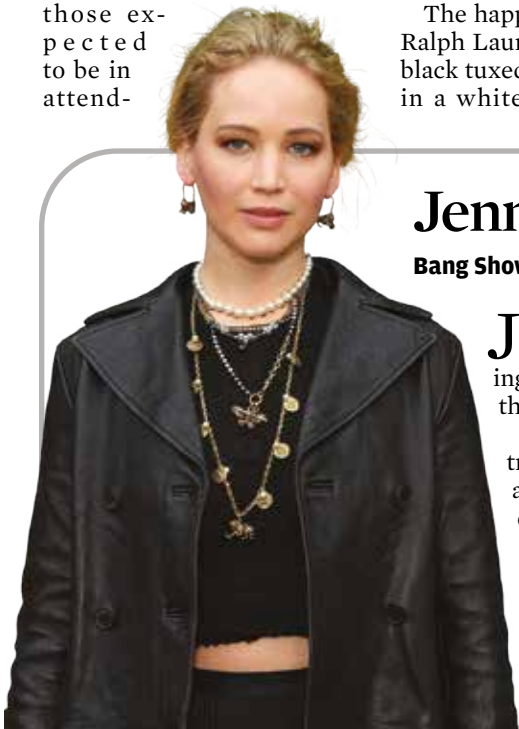 those ex-
pected
to be in
attend-
The happ
Ralph Laur
black tuxed
in a white
Jenn
Bang Show
J
ing
th
tr
a